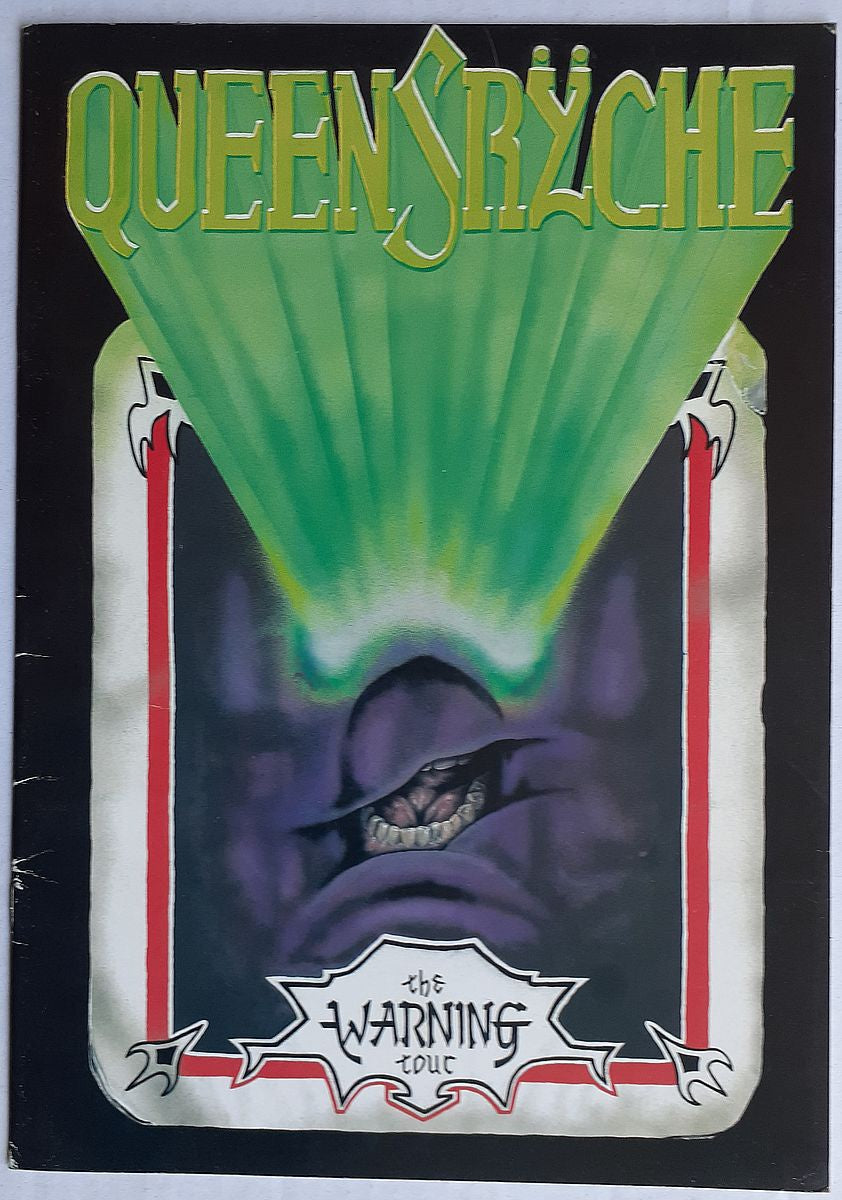 QUEENSRŸCHE
the
WARNING
tour